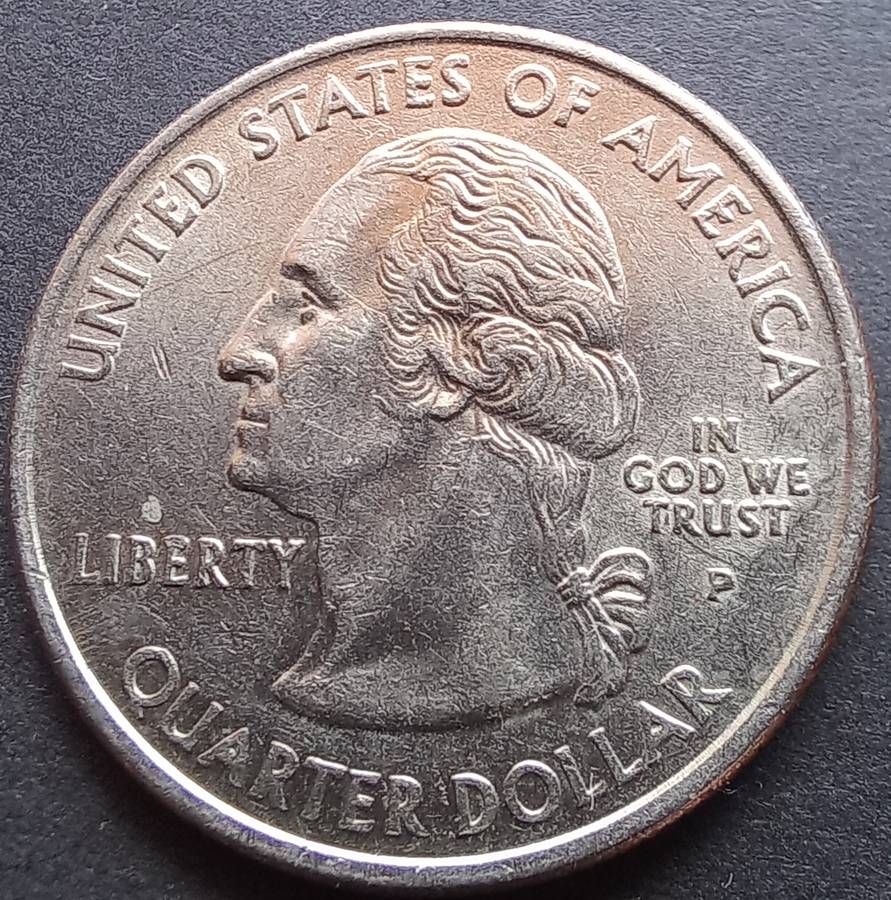 UNITED STATES OF AMERICA
IN
GOD WE
TRUST
LIBERTY
P
QUARTER DOLLAR